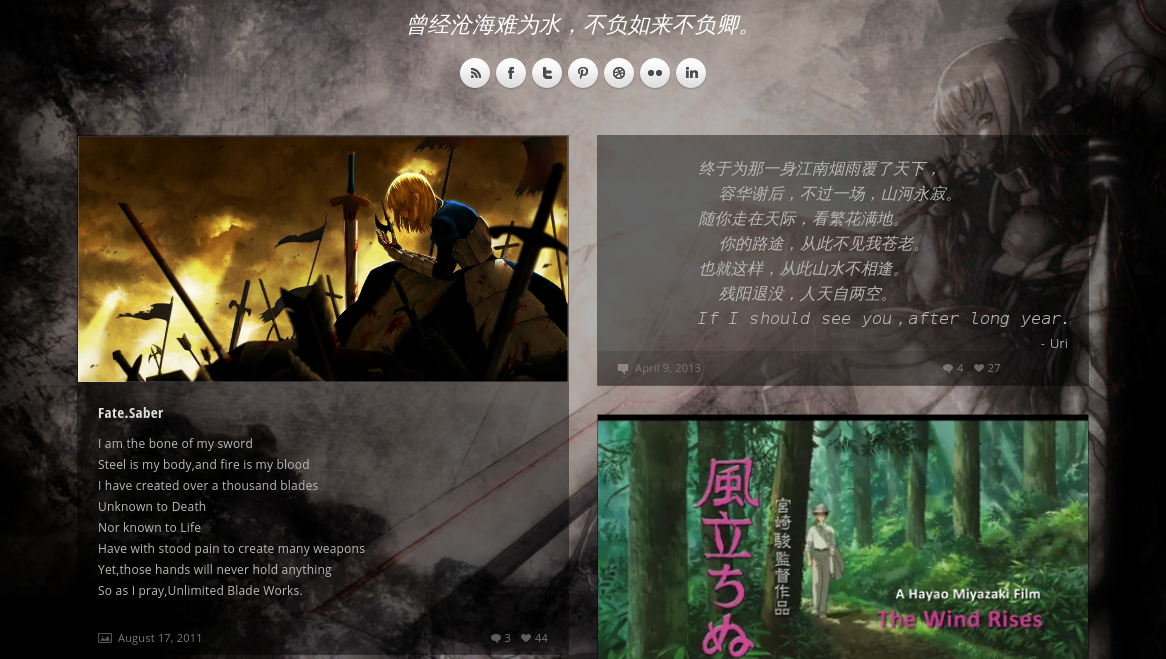 曾经沧海难为水，不负如来不负卿。
Fate.Saber
I am the bone of my sword
Steel is my body,and fire is my blood
I have created over a thousand blades
Unknown to Death
Nor known to Life
Have with stood pain to create many weapons
Yet,those hands will never hold anything
So as I pray,Unlimited Blade Works.
August 17, 2011
3
44
终于为那一身江南烟雨覆了天下，
容华谢后，不过一场，山河永寂。
随你走在天际，看繁花满地。
你的路途，从此不见我苍老。
也就这样，从此山水不相逢。
残阳退没，人天自两空。
If I should see you，after long year.
- Uri
April 9, 2013
4
27
風立ちぬ
宮崎駿監督作品
A Hayao Miyazaki Film
The Wind Rises